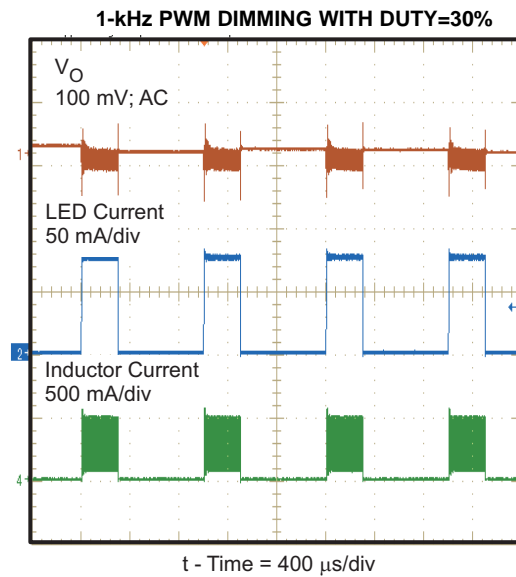 1-kHz PWM DIMMING WITH DUTY=30%
VO
100 mV; AC
1
LED Current
50 mA/div
2
Inductor Current
500 mA/div
4
t - Time = 400 μs/div